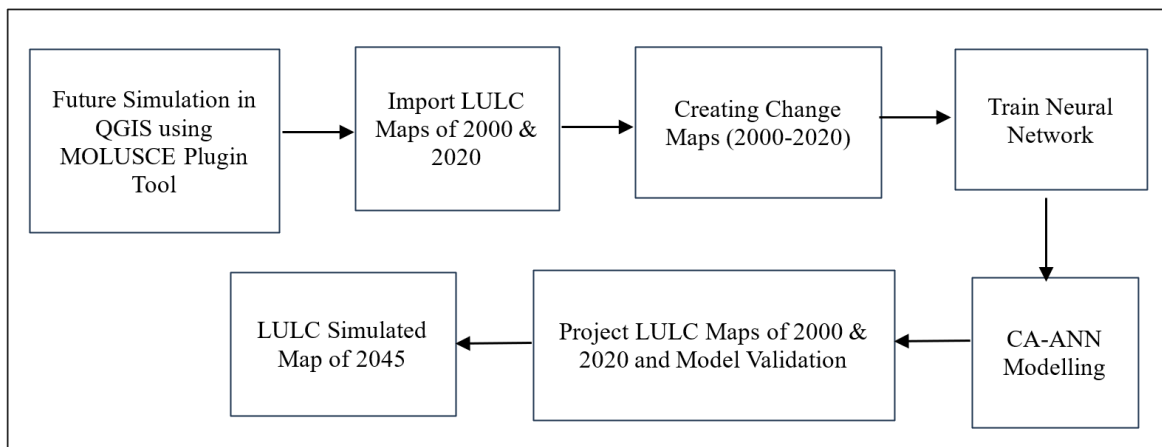 Future Simulation in
QGIS using
MOLUSCE Plugin
Tool
Import LULC
Maps of 2000 &
2020
Creating Change
Maps (2000-2020)
Train Neural
Network
CA-ANN
Modelling
Project LULC Maps of 2000 &
2020 and Model Validation
LULC Simulated
Map of 2045